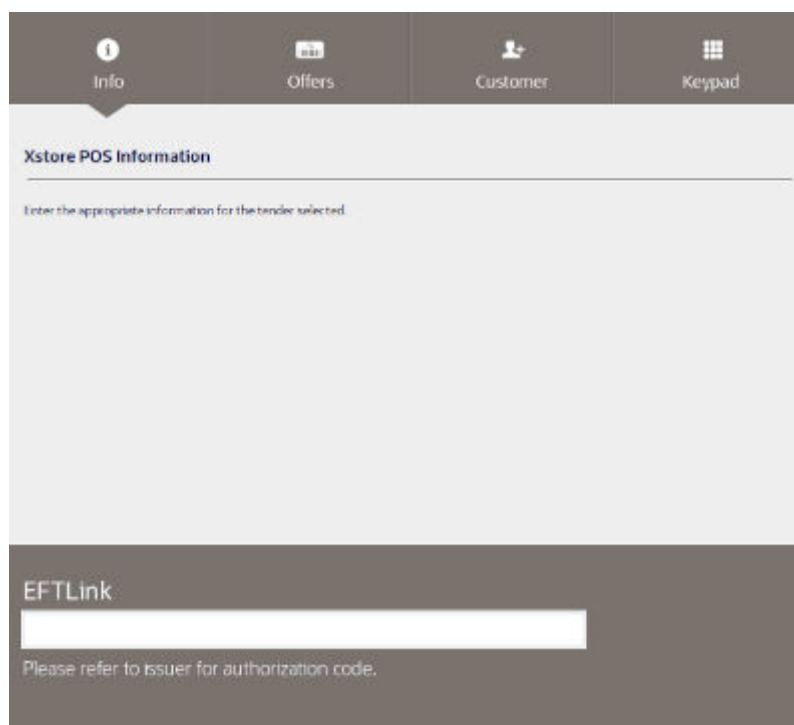 Info Offers Customer Keypad
Xstore POS Information
Enter the appropriate information for the tender selected.
EFTLink
Please refer to issuer for authorization code.